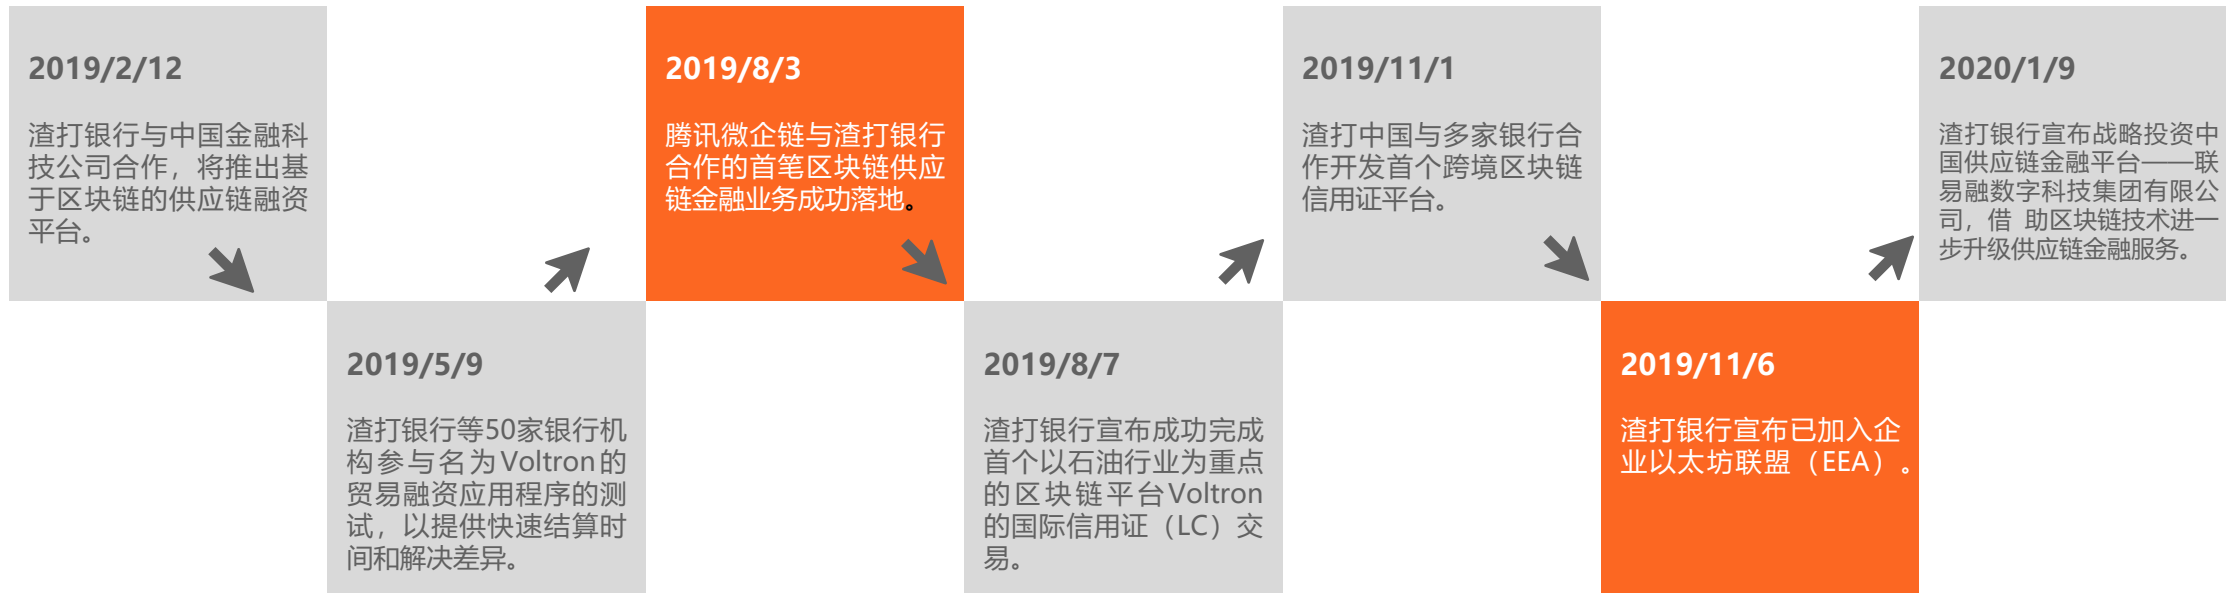 2019/2/12
渣打银行与中国金融科
技公司合作，将推出基
于区块链的供应链融资
平台。
2019/5/9
渣打银行等50家银行机
构参与名为Voltron的
贸易融资应用程序的测
试，以提供快速结算时
间和解决差异。
2019/8/3
腾讯微企链与渣打银行
合作的首笔区块链供应
链金融业务成功落地。
2019/8/7
渣打银行宣布成功完成
首个以石油行业为重点
的区块链平台Voltron
的国际信用证（LC）交
易。
2019/11/1
渣打中国与多家银行合
作开发首个跨境区块链
信用证平台。
2019/11/6
渣打银行宣布已加入企
业以太坊联盟（EEA）。
2020/1/9
渣打银行宣布战略投资中
国供应链金融平台——联
易融数字科技集团有限公
司，借 助区块链技术进一
步升级供应链金融服务。